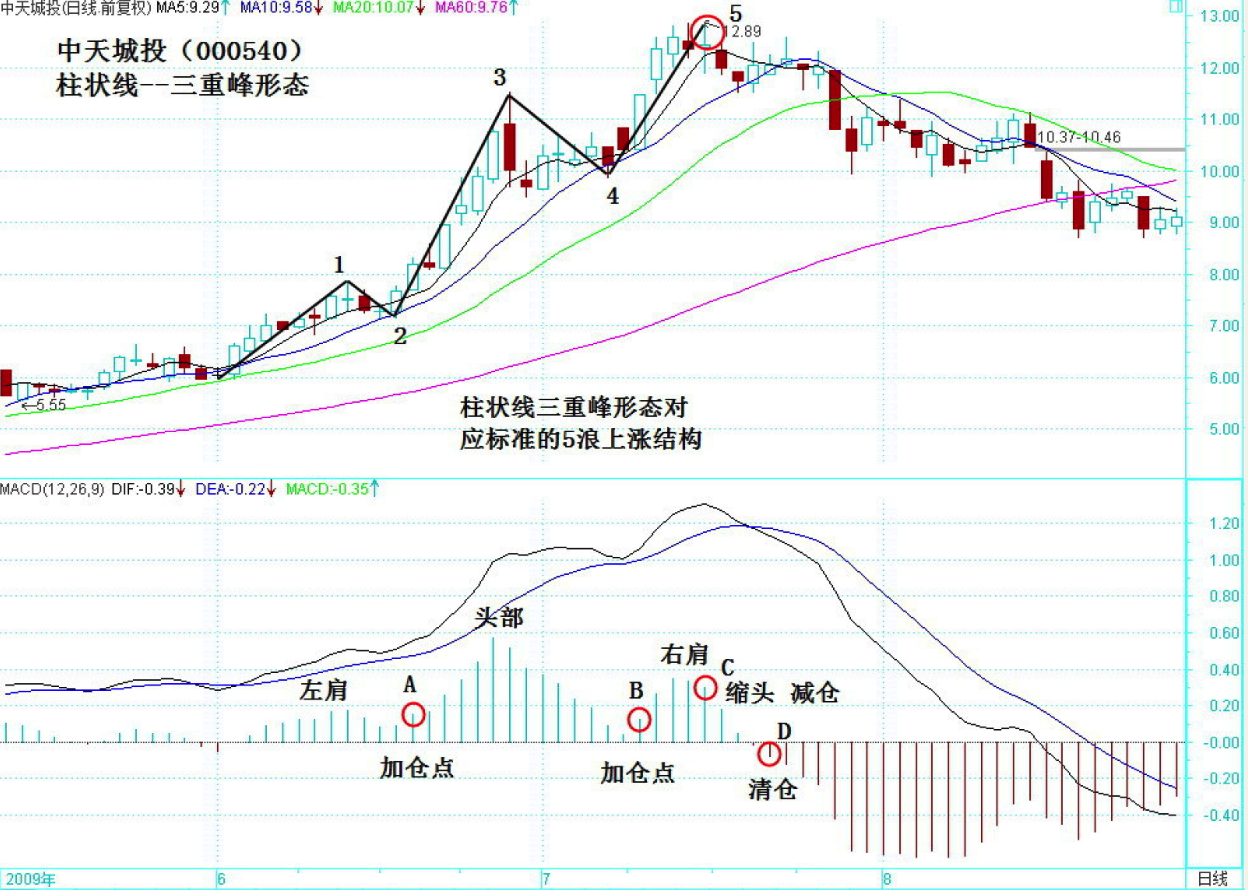 中天城投(日线.前复权) MA5:9.29↑ MA10:9.58↓ MA20:10.07↓ MA60:9.76↑
中天城投（000540）
柱状线--三重峰形态
5
12.89
3
4
1
2
10.37-10.46
←5.55
柱状线三重峰形态对
应标准的5浪上涨结构
13.00
12.00
11.00
10.00
9.00
8.00
7.00
6.00
5.00
MACD(12,26,9) DIF:-0.39↓ DEA:-0.22↓ MACD:-0.35↑
头部
左肩
A
加仓点
B
加仓点
右肩
C
缩头 减仓
D
清仓
1.20
1.00
0.80
0.60
0.40
0.20
-0.00
-0.20
-0.40
2009年 6 7 8 日线